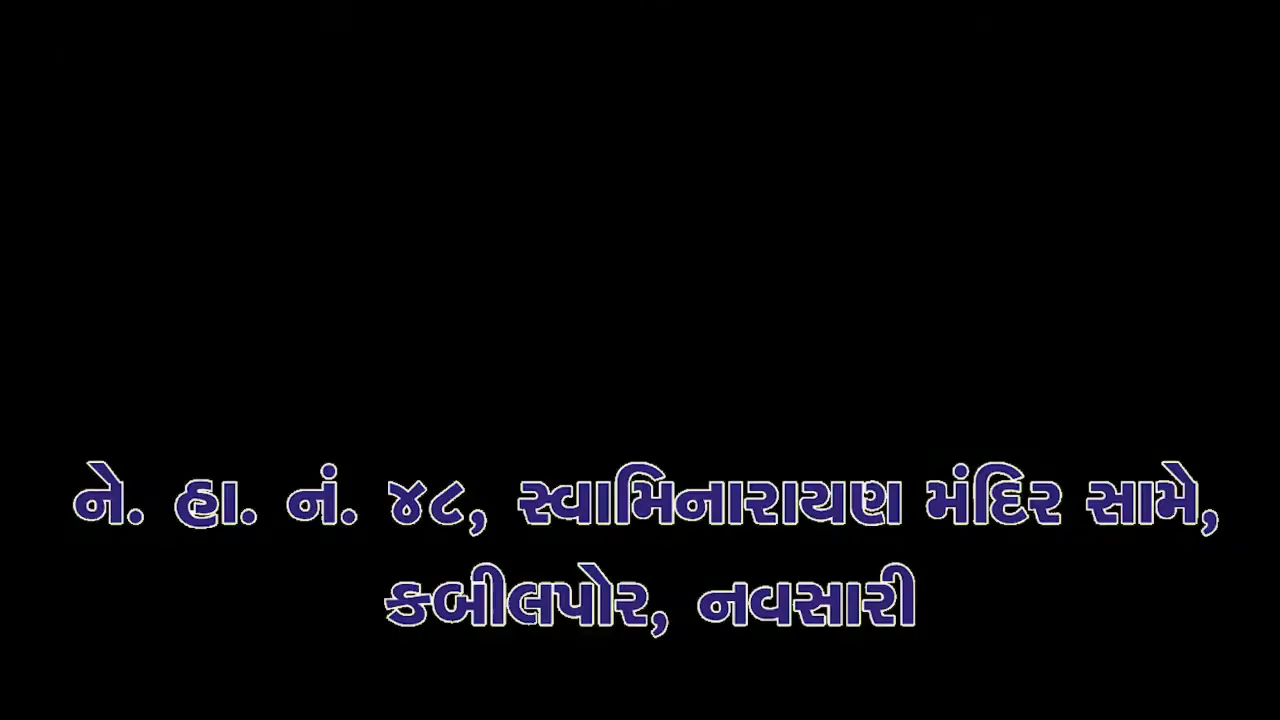 ને. હા. નં. ૪૮, સ્વામિનારાયણ મંદિર સામે,
કબીલપોર, નવસારી